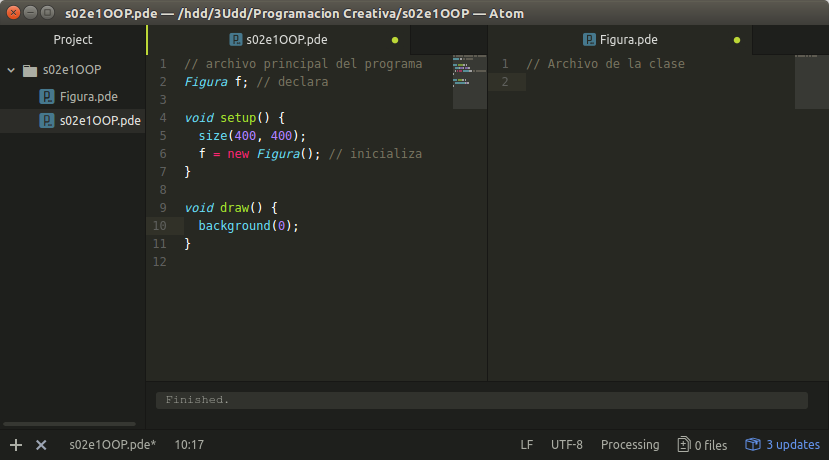 s02e1OOP.pde — /hdd/3Udd/Programacion Creativa/s02e1OOP — Atom
Project
s02e1OOP
Figura.pde
s02e1OOP.pde
s02e1OOP.pde
1 // archivo principal del programa
2 Figura f; // declara
3
4 void setup() {
5 size(400, 400);
6 f = new Figura(); // inicializa
7 }
8
9 void draw() {
10 background(0);
11 }
12
Figura.pde
1 // Archivo de la clase
2
Finished.
s02e1OOP.pde* 10:17 LF UTF-8 Processing 0 files 3 updates